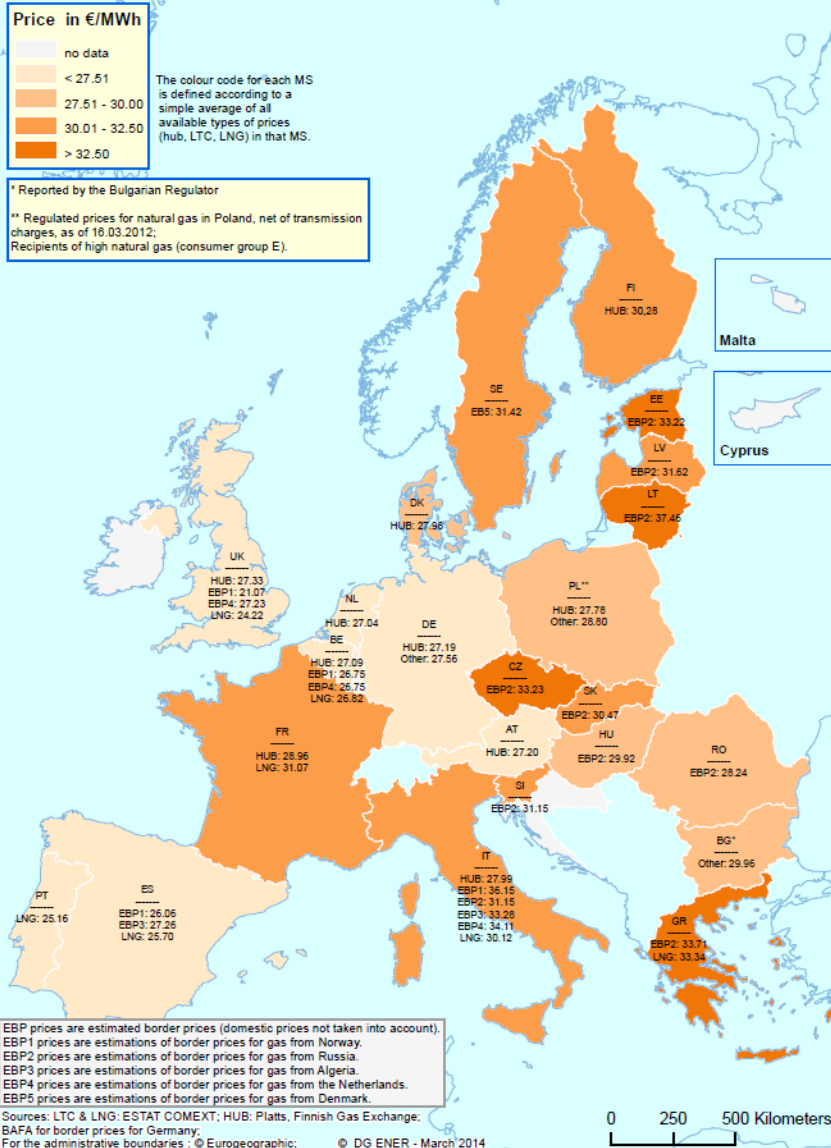 Price in €/MWh
no data
< 27.51
27.51 - 30.00
30.01 - 32.50
> 32.50
The colour code for each MS
is defined according to a
simple average of all
available types of prices
(hub, LTC, LNG) in that MS.
* Reported by the Bulgarian Regulator
** Regulated prices for natural gas in Poland, net of transmission
charges, as of 16.03.2012;
Recipients of high natural gas (consumer group E).
FI
-------
HUB: 30,28
Malta
Cyprus
SE
-------
EB5: 31.42
EE
-------
EBP2: 33.22
LV
-------
EBP2: 31.62
LT
-------
EBP2: 37.45
DK
-------
HUB: 27.98
UK
-------
HUB: 27.33
EBP1: 21.07
EBP4: 27.23
LNG: 24.22
NL
-------
HUB: 27.04
BE
-------
HUB: 27.09
EBP1: 26.75
EBP4: 26.75
LNG: 26.82
DE
-------
HUB: 27.19
Other: 27.56
PL**
-------
HUB: 27.78
Other: 28.80
CZ
-------
EBP2: 33.23
SK
-------
EBP2: 30.47
AT
-------
HUB: 27.20
HU
-------
EBP2: 29.92
RO
-------
EBP2: 28.24
FR
-------
HUB: 28.96
LNG: 31.07
SI
-------
EBP2: 31.15
BG*
-------
Other: 29.96
IT
-------
HUB: 27.99
EBP1: 36.15
EBP2: 31.15
EBP3: 33.28
EBP4: 34.11
LNG: 30.12
PT
-------
LNG: 25.16
ES
-------
EBP1: 26.06
EBP3: 27.26
LNG: 25.70
GR
-------
EBP2: 33.71
LNG: 33.34
EBP prices are estimated border prices (domestic prices not taken into account).
EBP1 prices are estimations of border prices for gas from Norway.
EBP2 prices are estimations of border prices for gas from Russia.
EBP3 prices are estimations of border prices for gas from Algeria.
EBP4 prices are estimations of border prices for gas from the Netherlands.
EBP5 prices are estimations of border prices for gas from Denmark.
Sources: LTC & LNG: ESTAT COMEXT; HUB: Platts, Finnish Gas Exchange;
BAFA for border prices for Germany;
For the administrative boundaries : © Eurogeographic; © DG ENER - March 2014
0 250 500 Kilometers